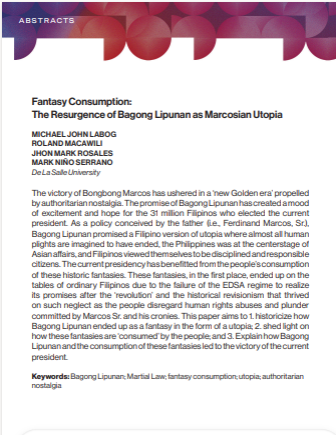 ABSTRACTS
Fantasy Consumption:
The Resurgence of Bagong Lipunan as Marcosian Utopia
MICHAEL JOHN LABOG
ROLAND MACAWILI
JHON MARK ROSALES
MARK NIÑO SERRANO
De La Salle University
The victory of Bongbong Marcos has ushered in a 'new Golden era' propelled
by authoritarian nostalgia. The promise of Bagong Lipunan has created a mood
of excitement and hope for the 31 million Filipinos who elected the current
president. As a policy conceived by the father (i.e., Ferdinand Marcos, Sr.),
Bagong Lipunan promised a Filipino version of utopia where almost all human
plights are imagined to have ended, the Philippines was at the centerstage of
Asian affairs, and Filipinos viewed themselves to be disciplined and responsible
citizens. The current presidency has benefitted from the people's consumption
of these historic fantasies. These fantasies, in the first place, ended up on the
tables of ordinary Filipinos due to the failure of the EDSA regime to realize
its promises after the 'revolution' and the historical revisionism that thrived
on such neglect as the people disregard human rights abuses and plunder
committed by Marcos Sr. and his cronies. This paper aims to 1. historicize how
Bagong Lipunan ended up as a fantasy in the form of a utopia; 2. shed light on
how these fantasies are 'consumed' by the people; and 3. Explain how Bagong
Lipunan and the consumption of these fantasies led to the victory of the current
president.
Keywords: Bagong Lipunan; Martial Law; fantasy consumption; utopia; authoritarian
nostalgia